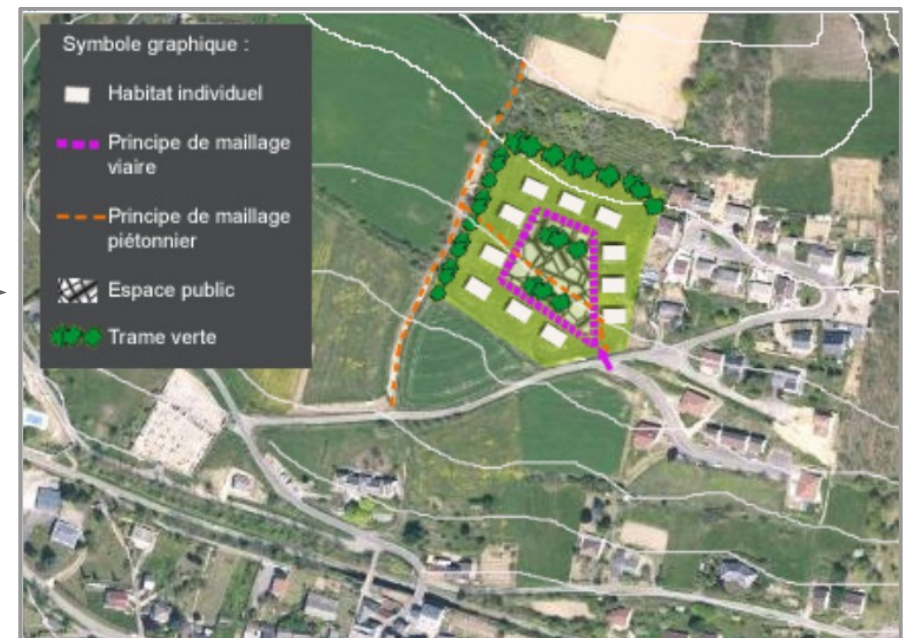 Symbole graphique :
Habitat individuel
Principe de maillage
viaire
Principe de maillage
piétonnier
Espace public
Trame verte